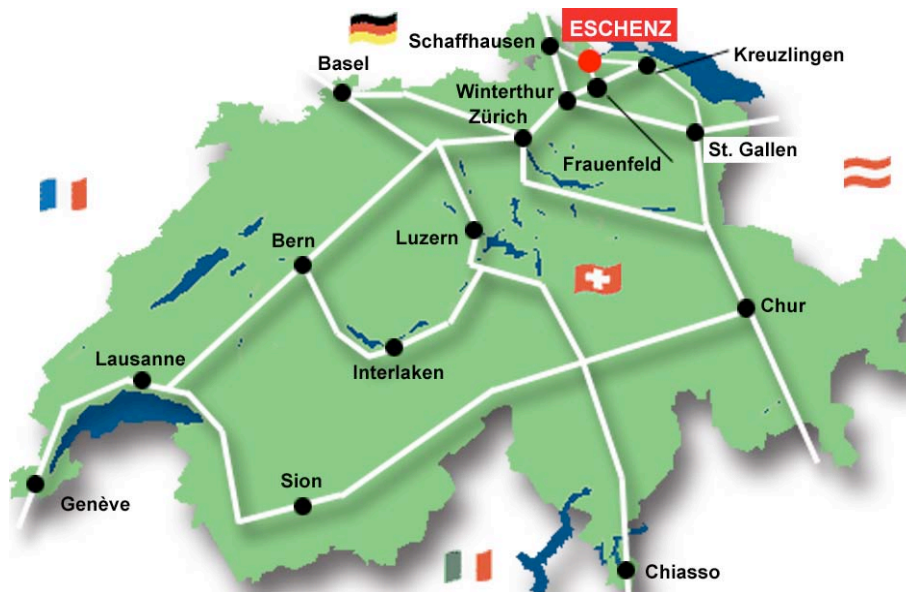 ESCHENZ
Schaffhausen
Kreuzlingen
Basel
Winterthur
Zürich
Frauenfeld
St. Gallen
Bern
Luzern
Chur
Lausanne
Interlaken
Sion
Genève
Chiasso